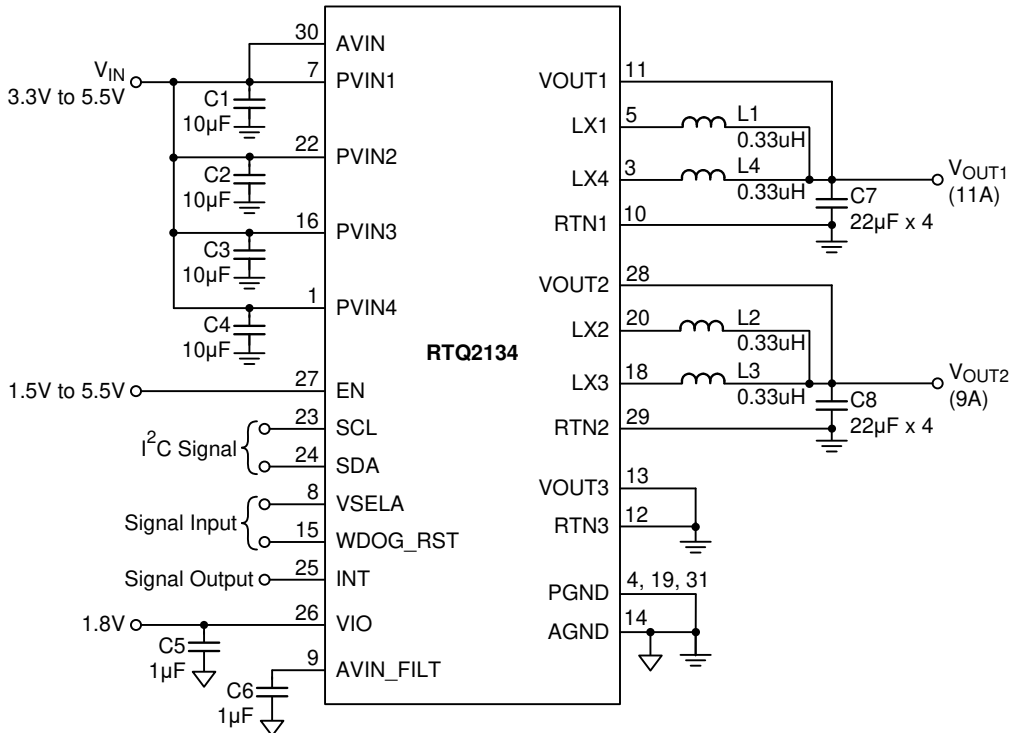 30
AVIN
V_IN
3.3V to 5.5V
7
PVIN1
C1
10µF
22
PVIN2
C2
10µF
16
PVIN3
C3
10µF
1
PVIN4
C4
10µF
1.5V to 5.5V
27
EN
I²C Signal
23
SCL
24
SDA
Signal Input
8
VSELA
15
WDOG_RST
Signal Output
25
INT
1.8V
26
VIO
C5
1µF
9
AVIN_FILT
C6
1µF
RTQ2134
VOUT1
11
LX1
5
L1
0.33uH
LX4
3
L4
0.33uH
V_OUT1
(11A)
C7
22µF x 4
RTN1
10
VOUT2
28
LX2
20
L2
0.33uH
LX3
18
L3
0.33uH
V_OUT2
(9A)
C8
22µF x 4
RTN2
29
VOUT3
13
RTN3
12
PGND
4, 19, 31
AGND
14